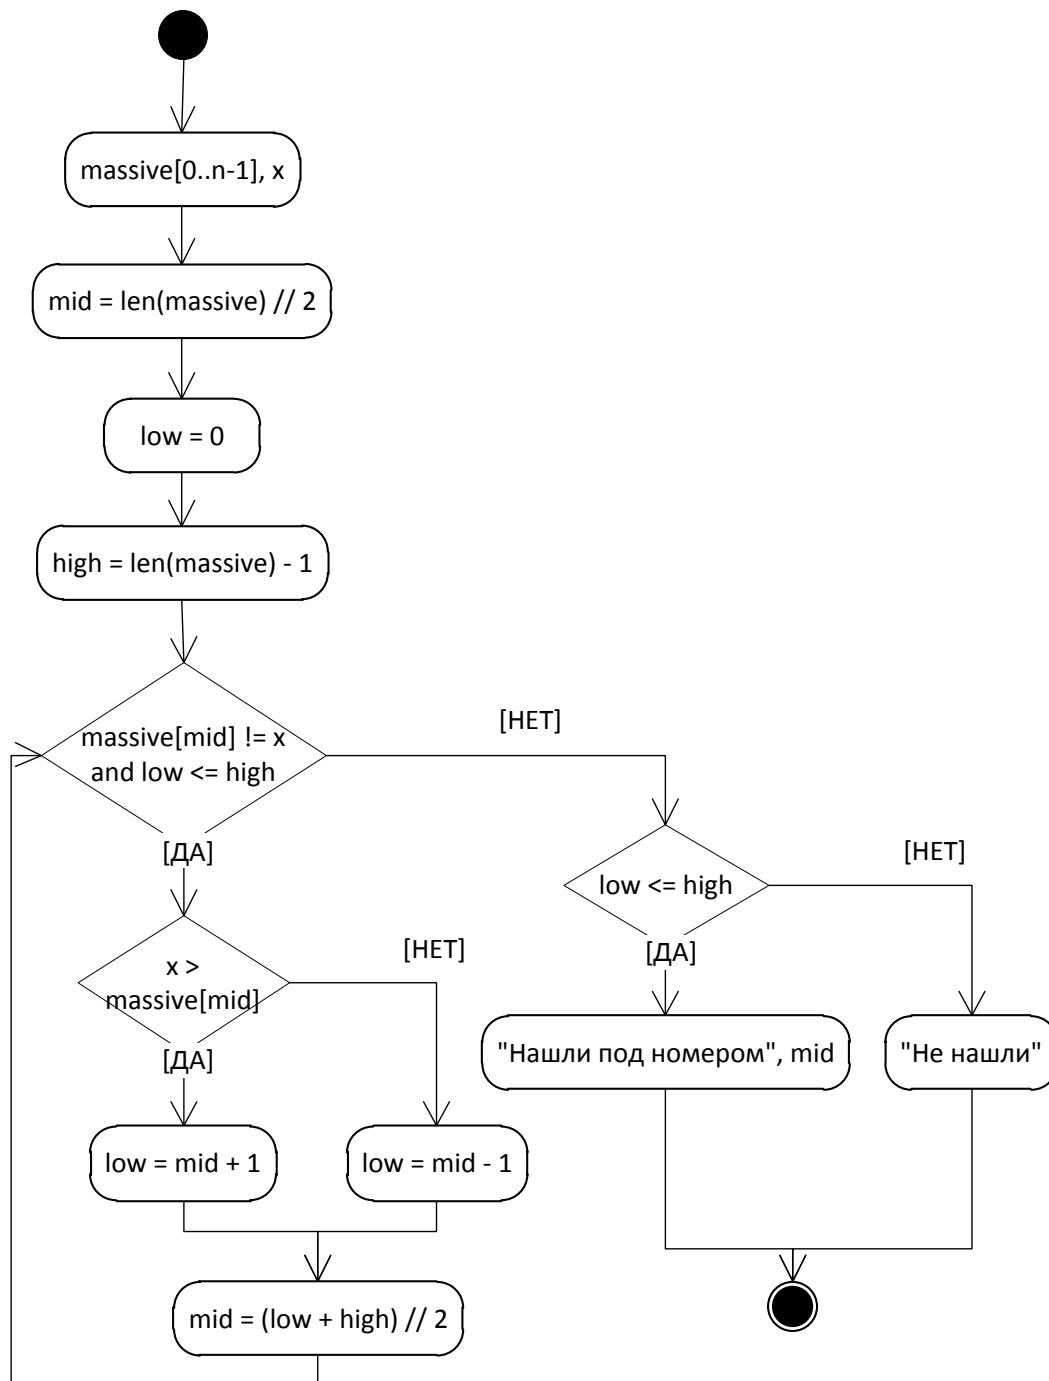 massive[0..n-1], x
mid = len(massive) // 2
low = 0
high = len(massive) - 1
massive[mid] != x
and low <= high
[НЕТ]
[ДА]
low <= high
[НЕТ]
[ДА]
x >
massive[mid]
[НЕТ]
[ДА]
"Нашли под номером", mid
"Не нашли"
low = mid + 1
low = mid - 1
mid = (low + high) // 2